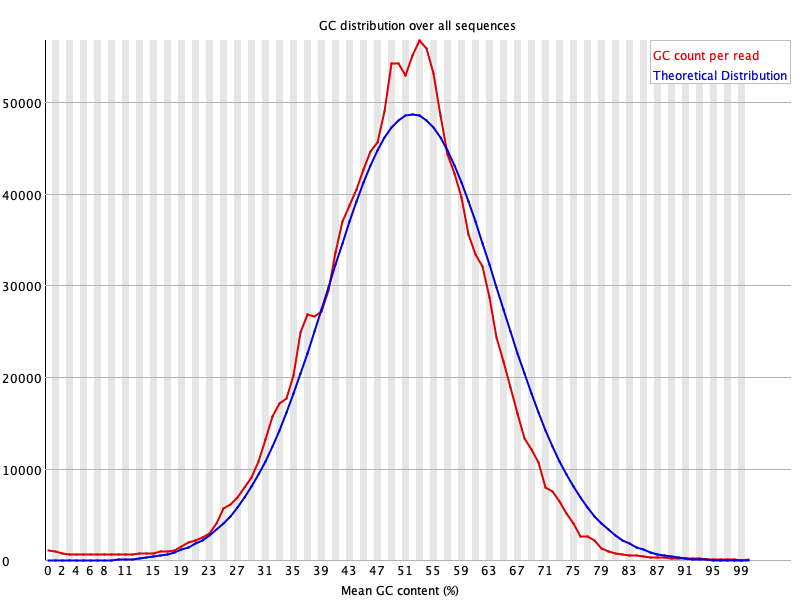 GC distribution over all sequences
GC count per read
Theoretical Distribution
50000
40000
30000
20000
10000
0
0 2 4 6 8 11 15 19 23 27 31 35 39 43 47 51 55 59 63 67 71 75 79 83 87 91 95 99
Mean GC content (%)